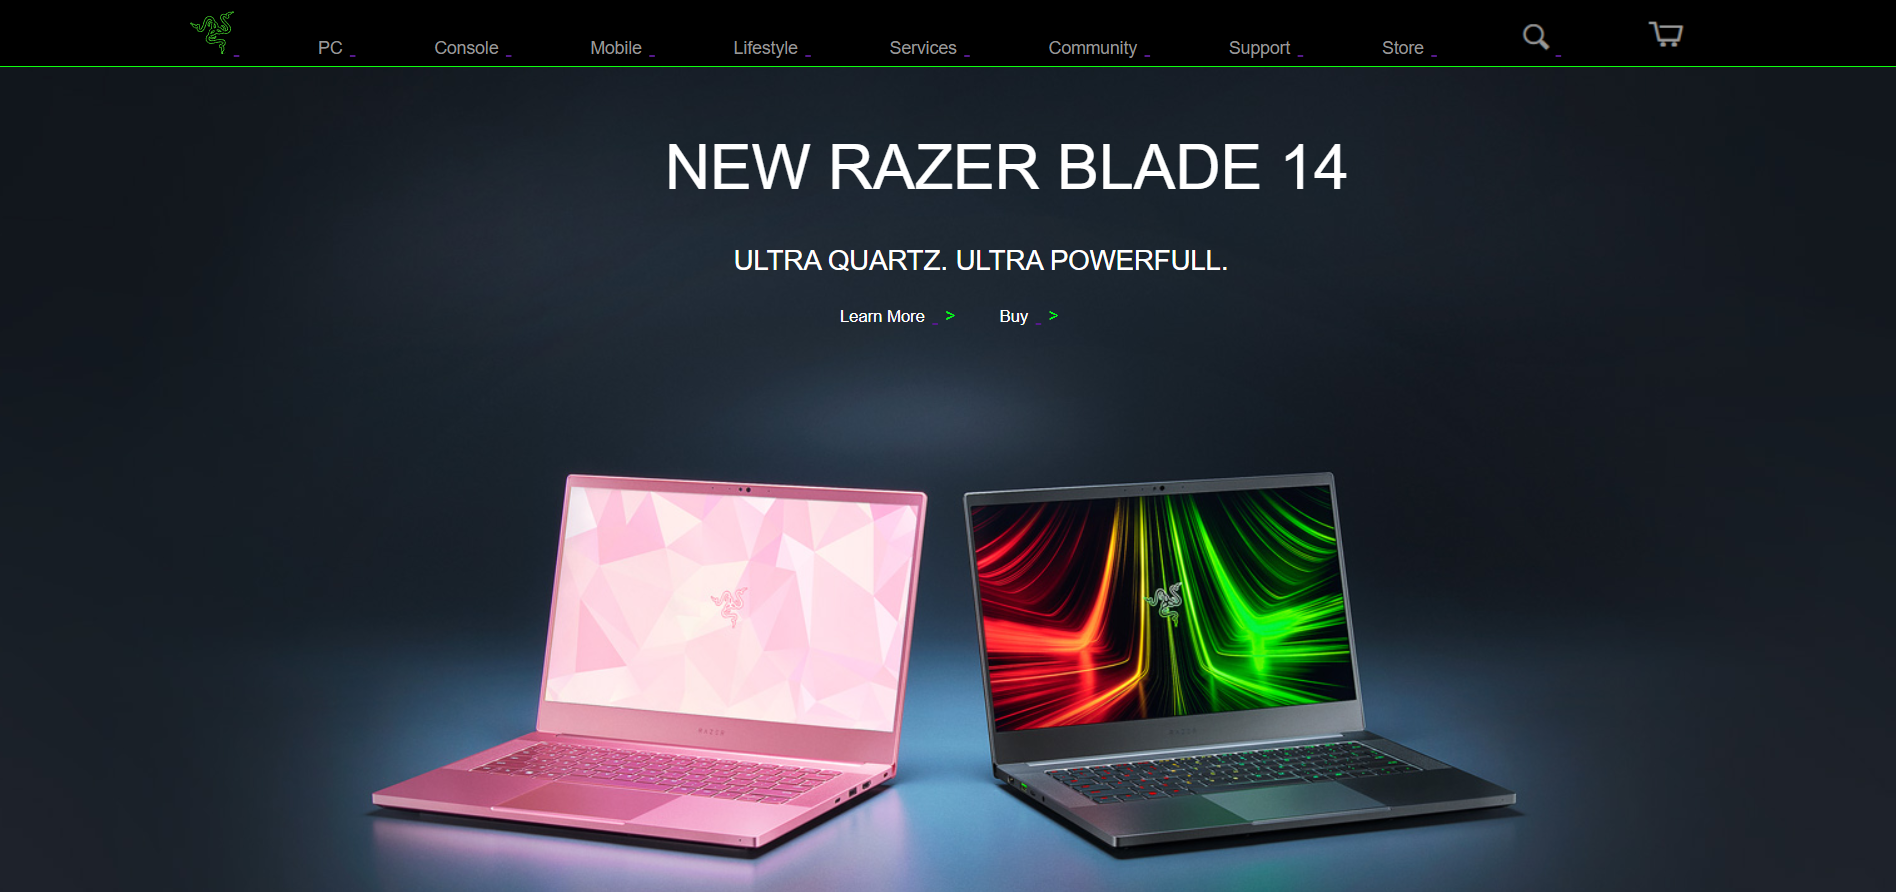 PC Console Mobile Lifestyle Services Community Support Store
NEW RAZER BLADE 14
ULTRA QUARTZ. ULTRA POWERFULL.
Learn More > Buy >
RAZER
RAZER